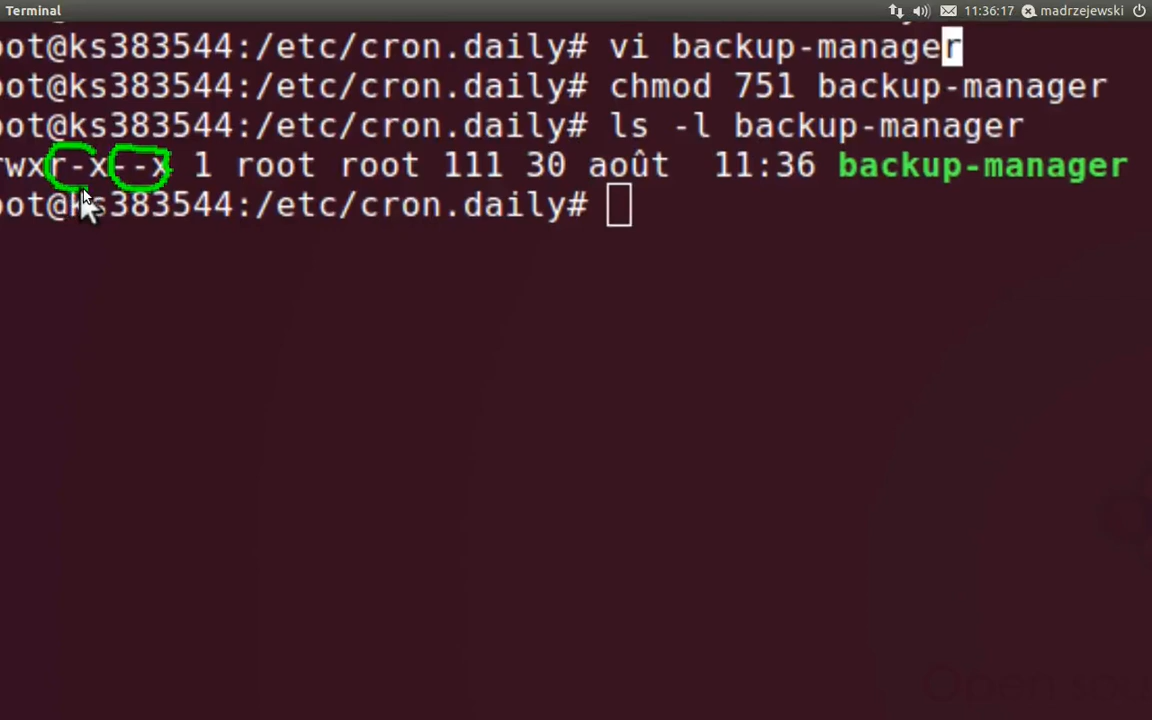 Terminal 11:36:17 madrzejewski
oot@ks383544:/etc/cron.daily# vi backup-manager
oot@ks383544:/etc/cron.daily# chmod 751 backup-manager
oot@ks383544:/etc/cron.daily# ls -l backup-manager
rwxr-x--x 1 root root 111 30 août  11:36 backup-manager
oot@ks383544:/etc/cron.daily#